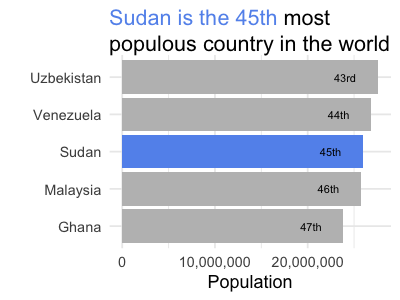 Sudan is the 45th most
populous country in the world
Uzbekistan 43rd
Venezuela 44th
Sudan 45th
Malaysia 46th
Ghana 47th
0 10,000,000 20,000,000
Population